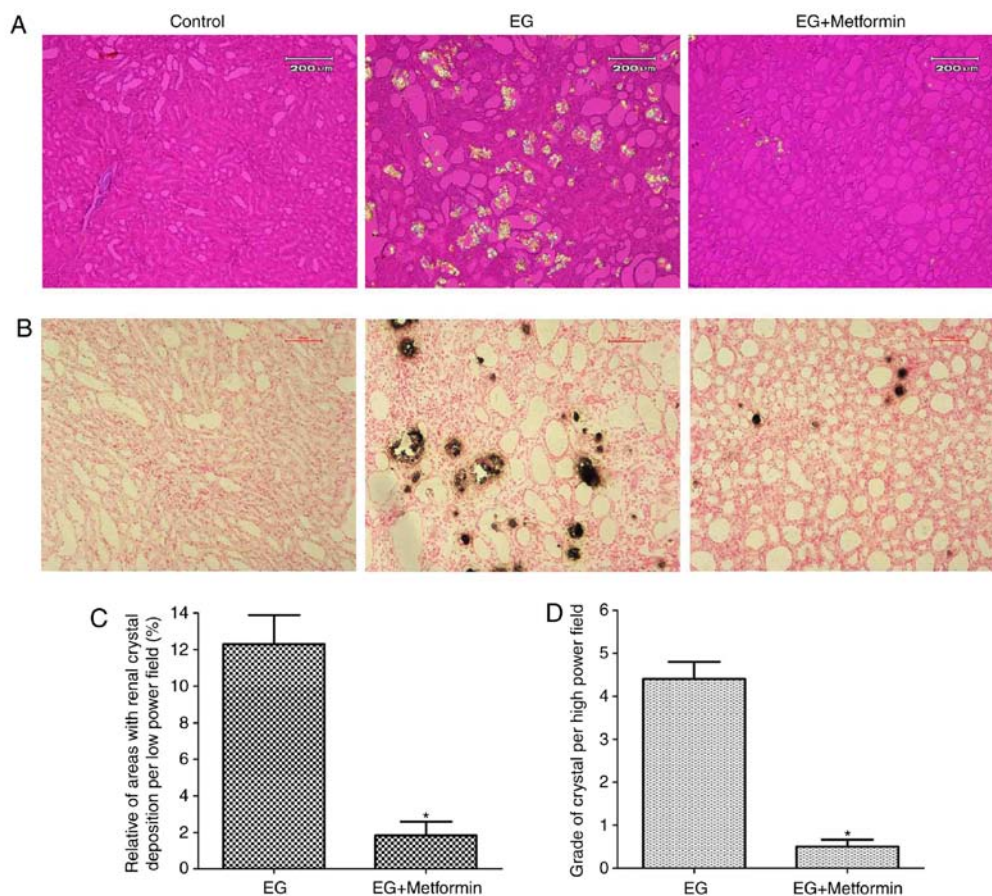 A
Control
EG
EG+Metformin
200 μm
200 μm
200 μm
B
C
Relative of areas with renal crystal
deposition per low power field (%)
14
12
10
8
6
4
2
0
*
EG
EG+Metformin
D
Grade of crystal per high power field
6
5
4
3
2
1
0
*
EG
EG+Metformin